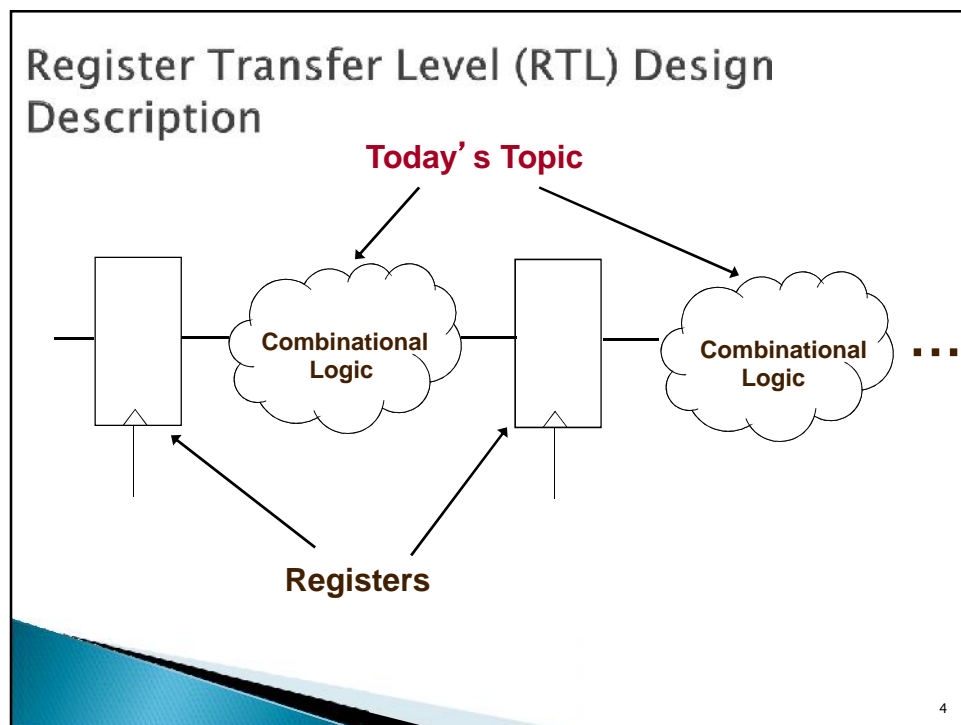 Register Transfer Level (RTL) Design
Description
Today’s Topic
Combinational
Logic
Combinational
Logic
...
Registers
4